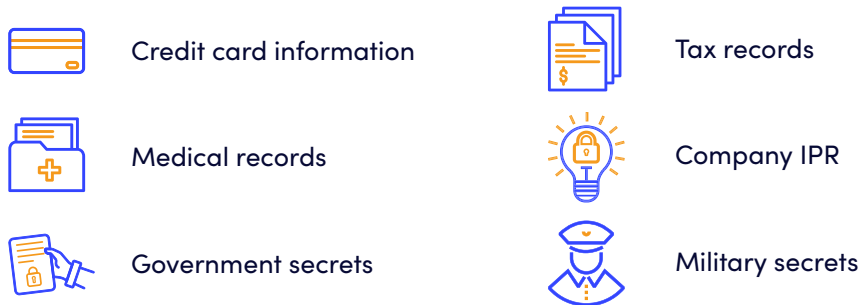 Credit card information
Tax records
$
Medical records
Company IPR
Government secrets
Military secrets